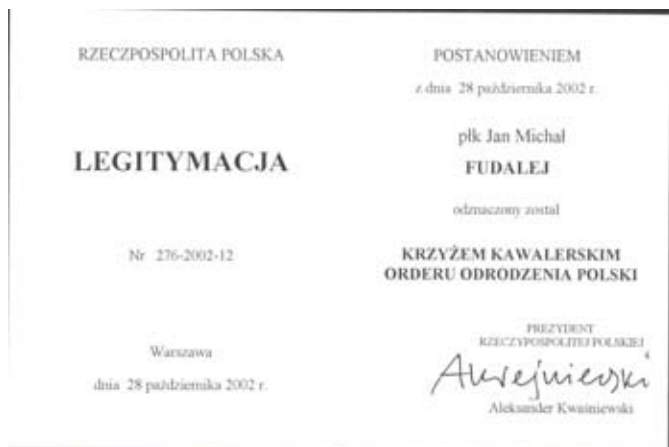 RZECZPOSPOLITA POLSKA
LEGITYMACJA
Nr 276-2002-12
Warszawa
dnia 28 października 2002 r.
POSTANOWIENIEM
z dnia 28 października 2002 r.
płk Jan Michał
FUDALEJ
odznaczony został
KRZYŻEM KAWALERSKIM
ORDERU ODRODZENIA POLSKI
PREZYDENT
RZECZYPOSPOLITEJ POLSKIEJ
Aleksander Kwaśniewski